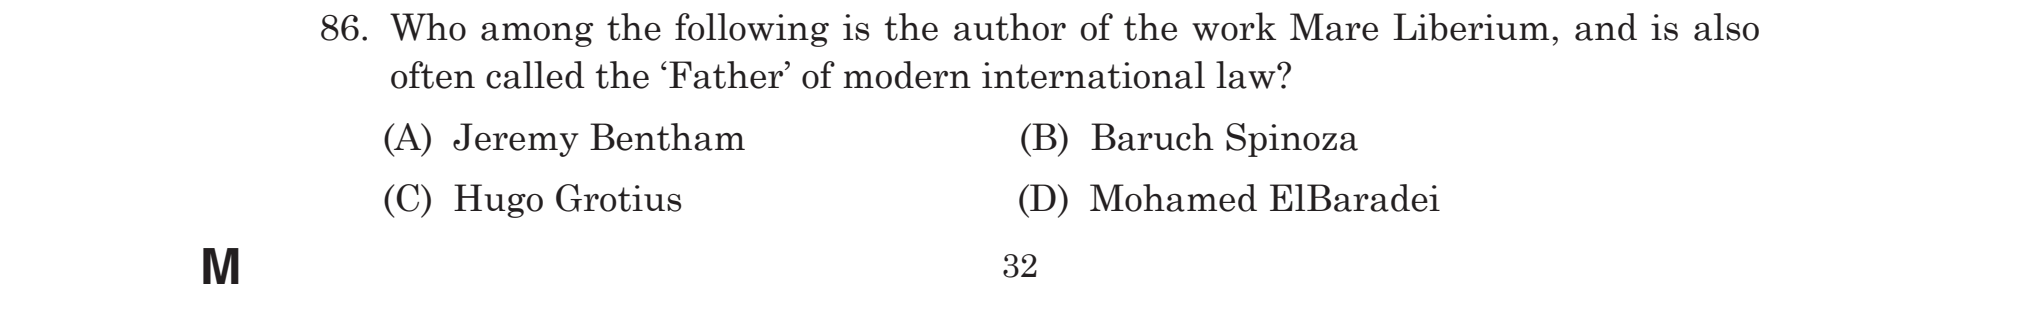 86. Who among the following is the author of the work Mare Liberium, and is also
often called the ‘Father’ of modern international law?
(A) Jeremy Bentham (B) Baruch Spinoza
(C) Hugo Grotius (D) Mohamed ElBaradei
M 32